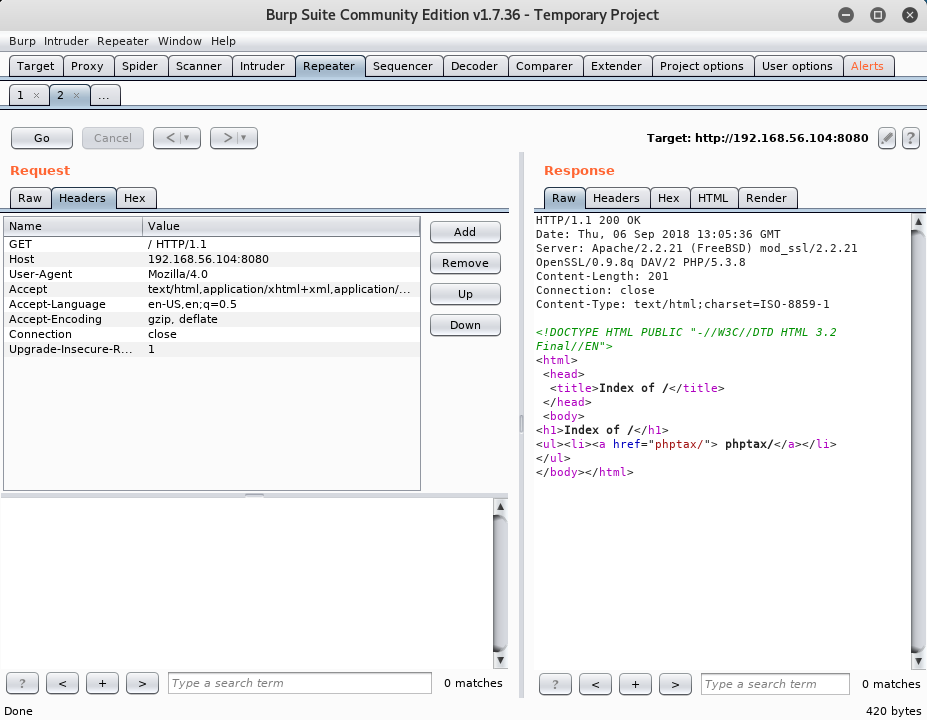 Burp Suite Community Edition v1.7.36 - Temporary Project
Burp Intruder Repeater Window Help
Target Proxy Spider Scanner Intruder Repeater Sequencer Decoder Comparer Extender Project options User options Alerts
1 × 2 × ...
Go Cancel < > Target: http://192.168.56.104:8080 ?
Request
Raw Headers Hex
Name Value
GET / HTTP/1.1
Host 192.168.56.104:8080
User-Agent Mozilla/4.0
Accept text/html,application/xhtml+xml,application/...
Accept-Language en-US,en;q=0.5
Accept-Encoding gzip, deflate
Connection close
Upgrade-Insecure-R... 1
Add
Remove
Up
Down
? < + > Type a search term 0 matches
Response
Raw Headers Hex HTML Render
HTTP/1.1 200 OK
Date: Thu, 06 Sep 2018 13:05:36 GMT
Server: Apache/2.2.21 (FreeBSD) mod_ssl/2.2.21
OpenSSL/0.9.8q DAV/2 PHP/5.3.8
Content-Length: 201
Connection: close
Content-Type: text/html;charset=ISO-8859-1
<!DOCTYPE HTML PUBLIC "-//W3C//DTD HTML 3.2
Final//EN">
<html>
<head>
<title>Index of /</title>
</head>
<body>
<h1>Index of /</h1>
<ul><li><a href="phptax/"> phptax/</a></li>
</ul>
</body></html>
? < + > Type a search term 0 matches
Done 420 bytes